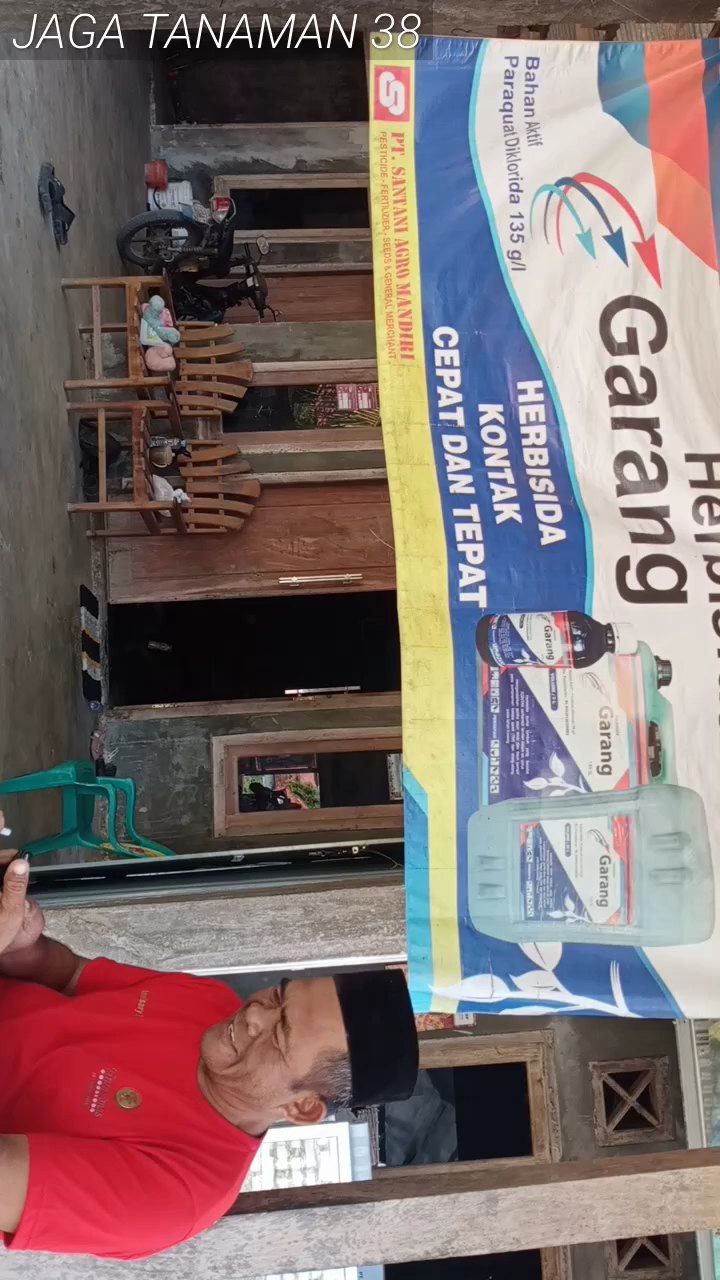 JAGA TANAMAN 38
Garang
Bahan Aktif
Paraquat Diklorida 135 g/l
HERBISIDA
KONTAK
CEPAT DAN TEPAT
PT. SANTANI AGRO MANDIRI
PESTICIDE - FERTILIZER - SEEDS & GENERAL MERCHANT
Garang
Garang
Garang